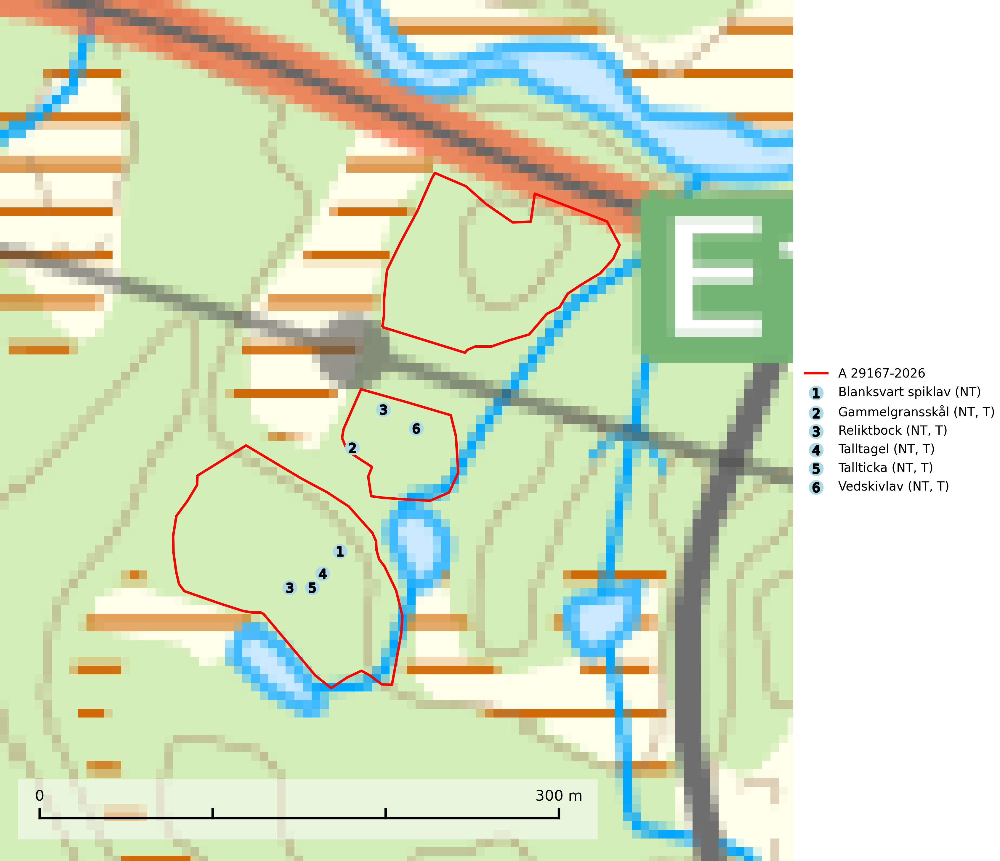 E
A 29167-2026
1 Blanksvart spiklav (NT)
2 Gammelgransskål (NT, T)
3 Reliktbock (NT, T)
4 Talltagel (NT, T)
5 Tallticka (NT, T)
6 Vedskivlav (NT, T)
3
6
2
1
4
3 5
0 300 m